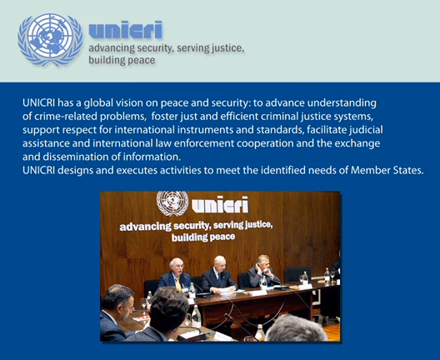 unicri
advancing security, serving justice,
building peace
UNICRI has a global vision on peace and security: to advance understanding
of crime-related problems, foster just and efficient criminal justice systems,
support respect for international instruments and standards, facilitate judicial
assistance and international law enforcement cooperation and the exchange
and dissemination of information.
UNICRI designs and executes activities to meet the identified needs of Member States.
unicri
advancing security, serving justice,
building peace